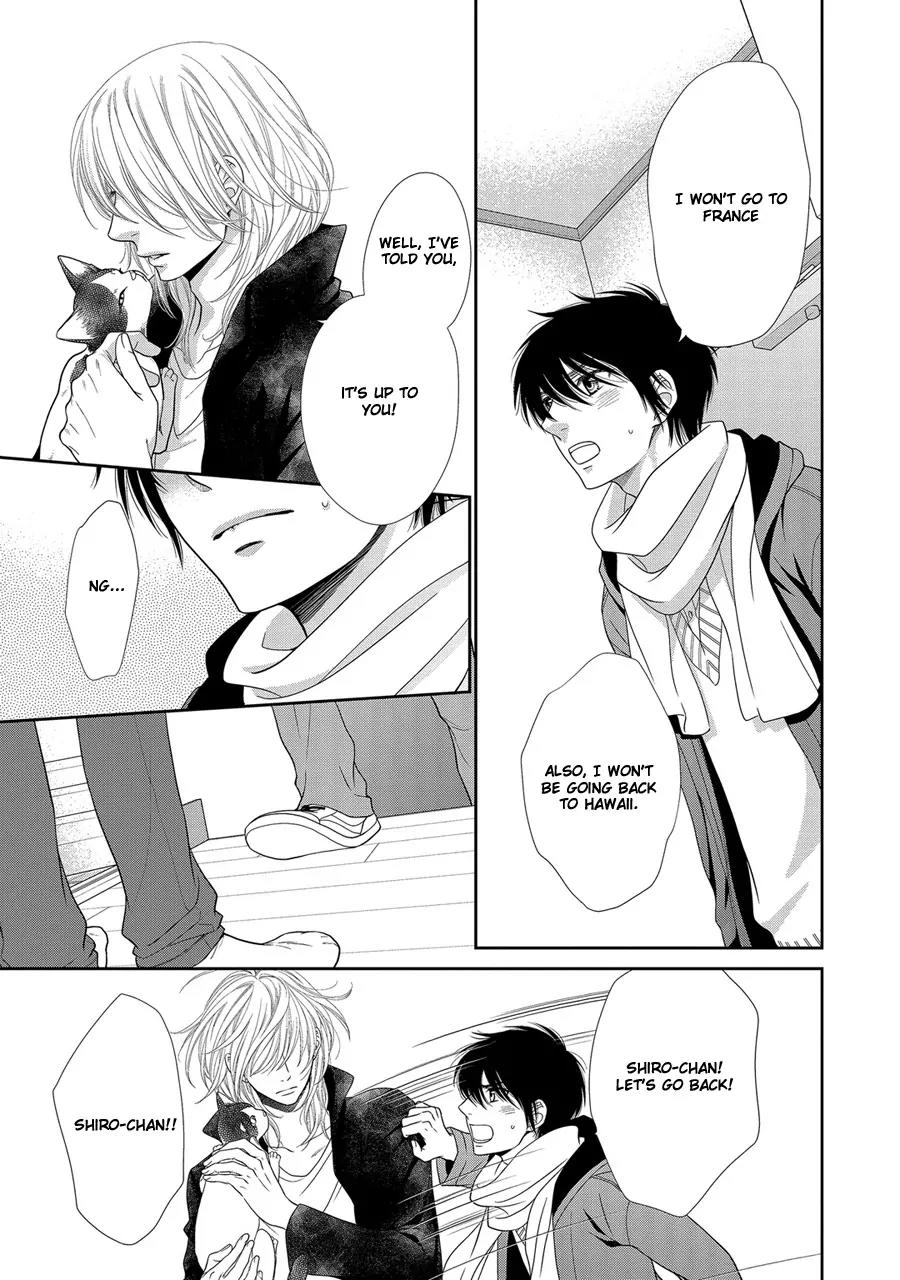 I WON'T GO TO
FRANCE
ALSO, I WON'T
BE GOING BACK
TO HAWAII.
WELL, I'VE
TOLD YOU,
IT'S UP TO
YOU!
NG...
SHIRO-CHAN!
LET'S GO BACK!
SHIRO-CHAN!!